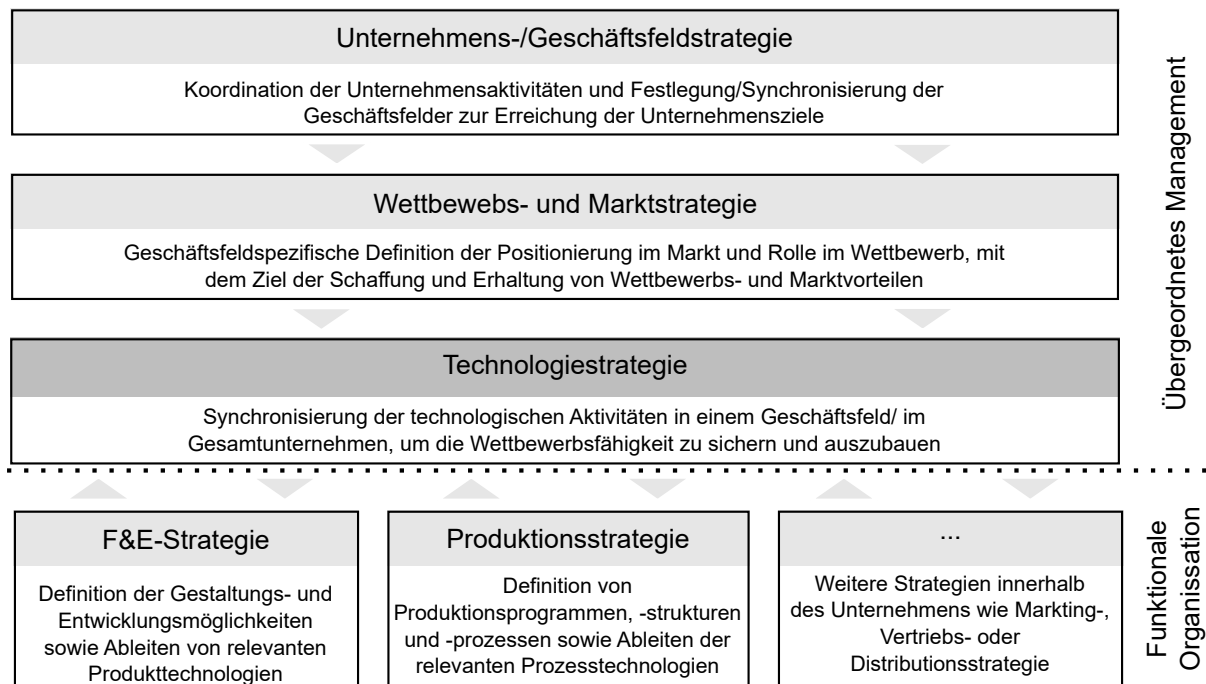 Unternehmens-/Geschäftsfeldstrategie
Koordination der Unternehmensaktivitäten und Festlegung/Synchronisierung der
Geschäftsfelder zur Erreichung der Unternehmensziele
Wettbewebs- und Marktstrategie
Geschäftsfeldspezifische Definition der Positionierung im Markt und Rolle im Wettbewerb, mit
dem Ziel der Schaffung und Erhaltung von Wettbewerbs- und Marktvorteilen
Technologiestrategie
Synchronisierung der technologischen Aktivitäten in einem Geschäftsfeld/ im
Gesamtunternehmen, um die Wettbewerbsfähigkeit zu sichern und auszubauen
Übergeordnetes Management
F&E-Strategie
Definition der Gestaltungs- und
Entwicklungsmöglichkeiten
sowie Ableiten von relevanten
Produkttechnologien
Produktionsstrategie
Definition von
Produktionsprogrammen, -strukturen
und -prozessen sowie Ableiten der
relevanten Prozesstechnologien
...
Weitere Strategien innerhalb
des Unternehmens wie Markting-,
Vertriebs- oder
Distributionsstrategie
Funktionale
Organissation